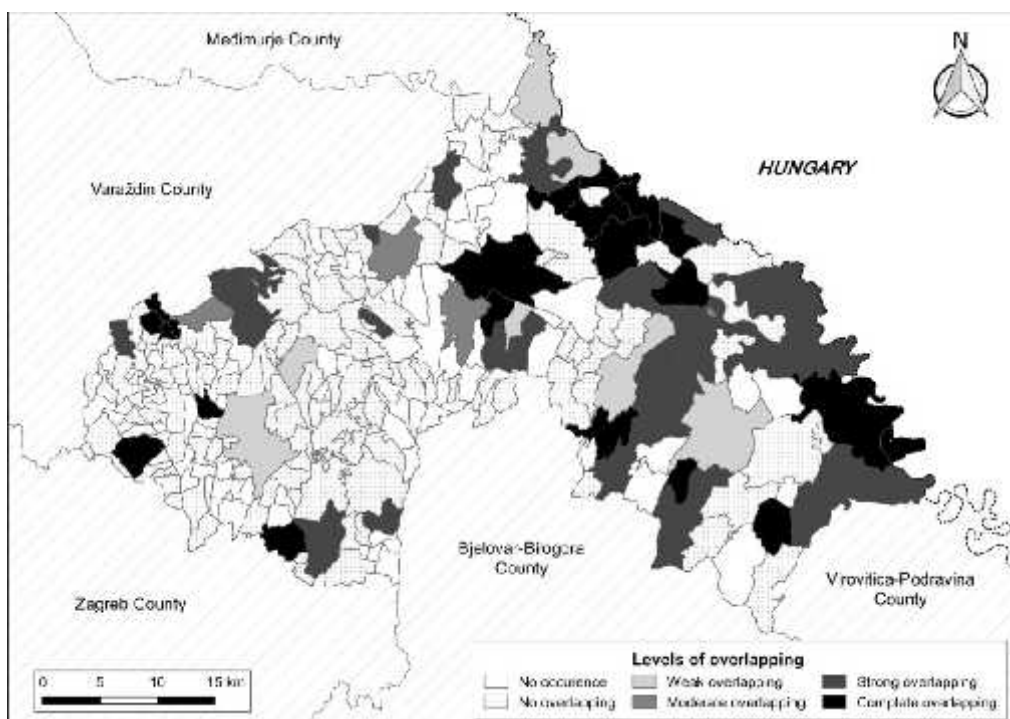 Međimurje County
N
HUNGARY
Varaždin County
Bjelovar-Bilogora
County
Virovitica-Podravina
County
Zagreb County
Levels of overlapping
No occurence
Weak overlapping
Strong overlapping
No overlapping
Moderate overlapping
Complete overlapping
0 5 10 15 km